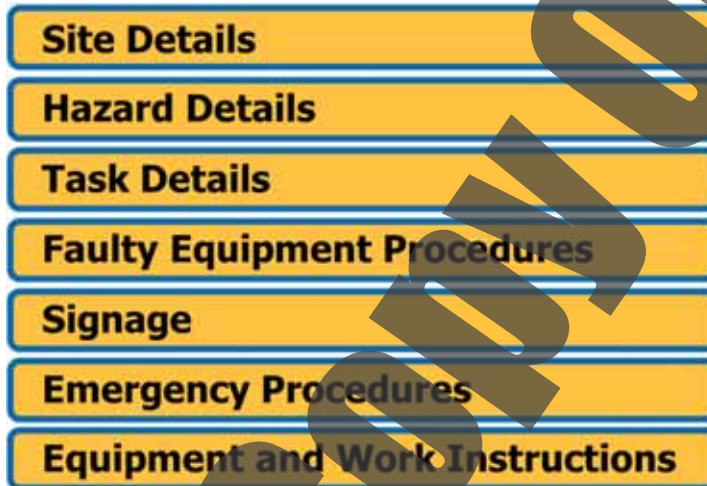 Site Details
Hazard Details
Task Details
Faulty Equipment Procedures
Signage
Emergency Procedures
Equipment and Work Instructions